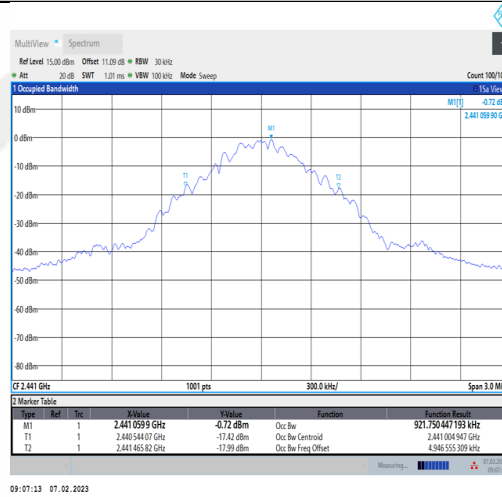 MultiView Spectrum
Ref Level 15.00 dBm Offset 11.09 dB RBW 30 kHz
Att 20 dB SWT 1.01 ms VBW 100 kHz Mode Sweep Count 100/10
1 Occupied Bandwidth 1Sa View
M1[1] -0.72 dB
2.441 059 90 G
10 dBm
M1
0 dBm
-10 dBm
T1 T2
-20 dBm
-30 dBm
-40 dBm
-50 dBm
-60 dBm
-70 dBm
-80 dBm
CF 2.441 GHz 1001 pts 300.0 kHz/ Span 3.0 M
2 Marker Table
Type Ref Trc X-Value Y-Value Function Function Result
M1 1 2.441 059 9 GHz -0.72 dBm Occ Bw 921.750 447 193 kHz
T1 1 2.440 544 07 GHz -17.42 dBm Occ Bw Centroid 2.441 004 947 GHz
T2 1 2.441 465 82 GHz -17.99 dBm Occ Bw Freq Offset 4.946 555 309 kHz
Measuring... 07.02.20
09:07:
09:07:13 07.02.2023